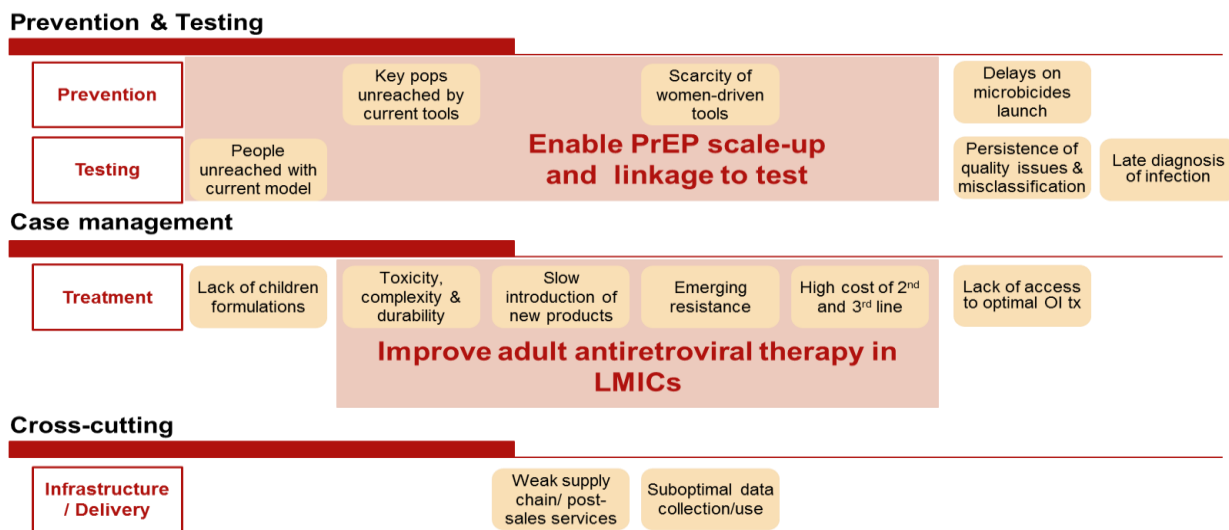 Prevention & Testing
Prevention
Key pops
unreached by
current tools
Scarcity of
women-driven
tools
Delays on
microbicides
launch
Enable PrEP scale-up
and linkage to test
Testing
People
unreached with
current model
Persistence of
quality issues &
misclassification
Late diagnosis
of infection
Case management
Treatment
Lack of children
formulations
Toxicity,
complexity &
durability
Slow
introduction of
new products
Emerging
resistance
High cost of 2nd
and 3rd line
Lack of access
to optimal OI tx
Improve adult antiretroviral therapy in
LMICs
Cross-cutting
Infrastructure
/ Delivery
Weak supply
chain/ post-
sales services
Suboptimal data
collection/use